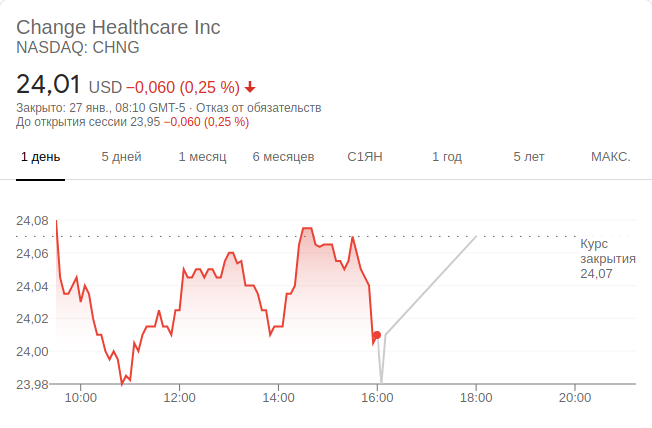 Change Healthcare Inc
NASDAQ: CHNG
24,01 USD −0,060 (0,25 %)
Закрыто: 27 янв., 08:10 GMT-5 · Отказ от обязательств
До открытия сессии 23,95 −0,060 (0,25 %)
1 день 5 дней 1 месяц 6 месяцев С1ЯН 1 год 5 лет МАКС.
24,08
24,06
24,04
24,02
24,00
23,98
Курс
закрытия
24,07
10:00 12:00 14:00 16:00 18:00 20:00